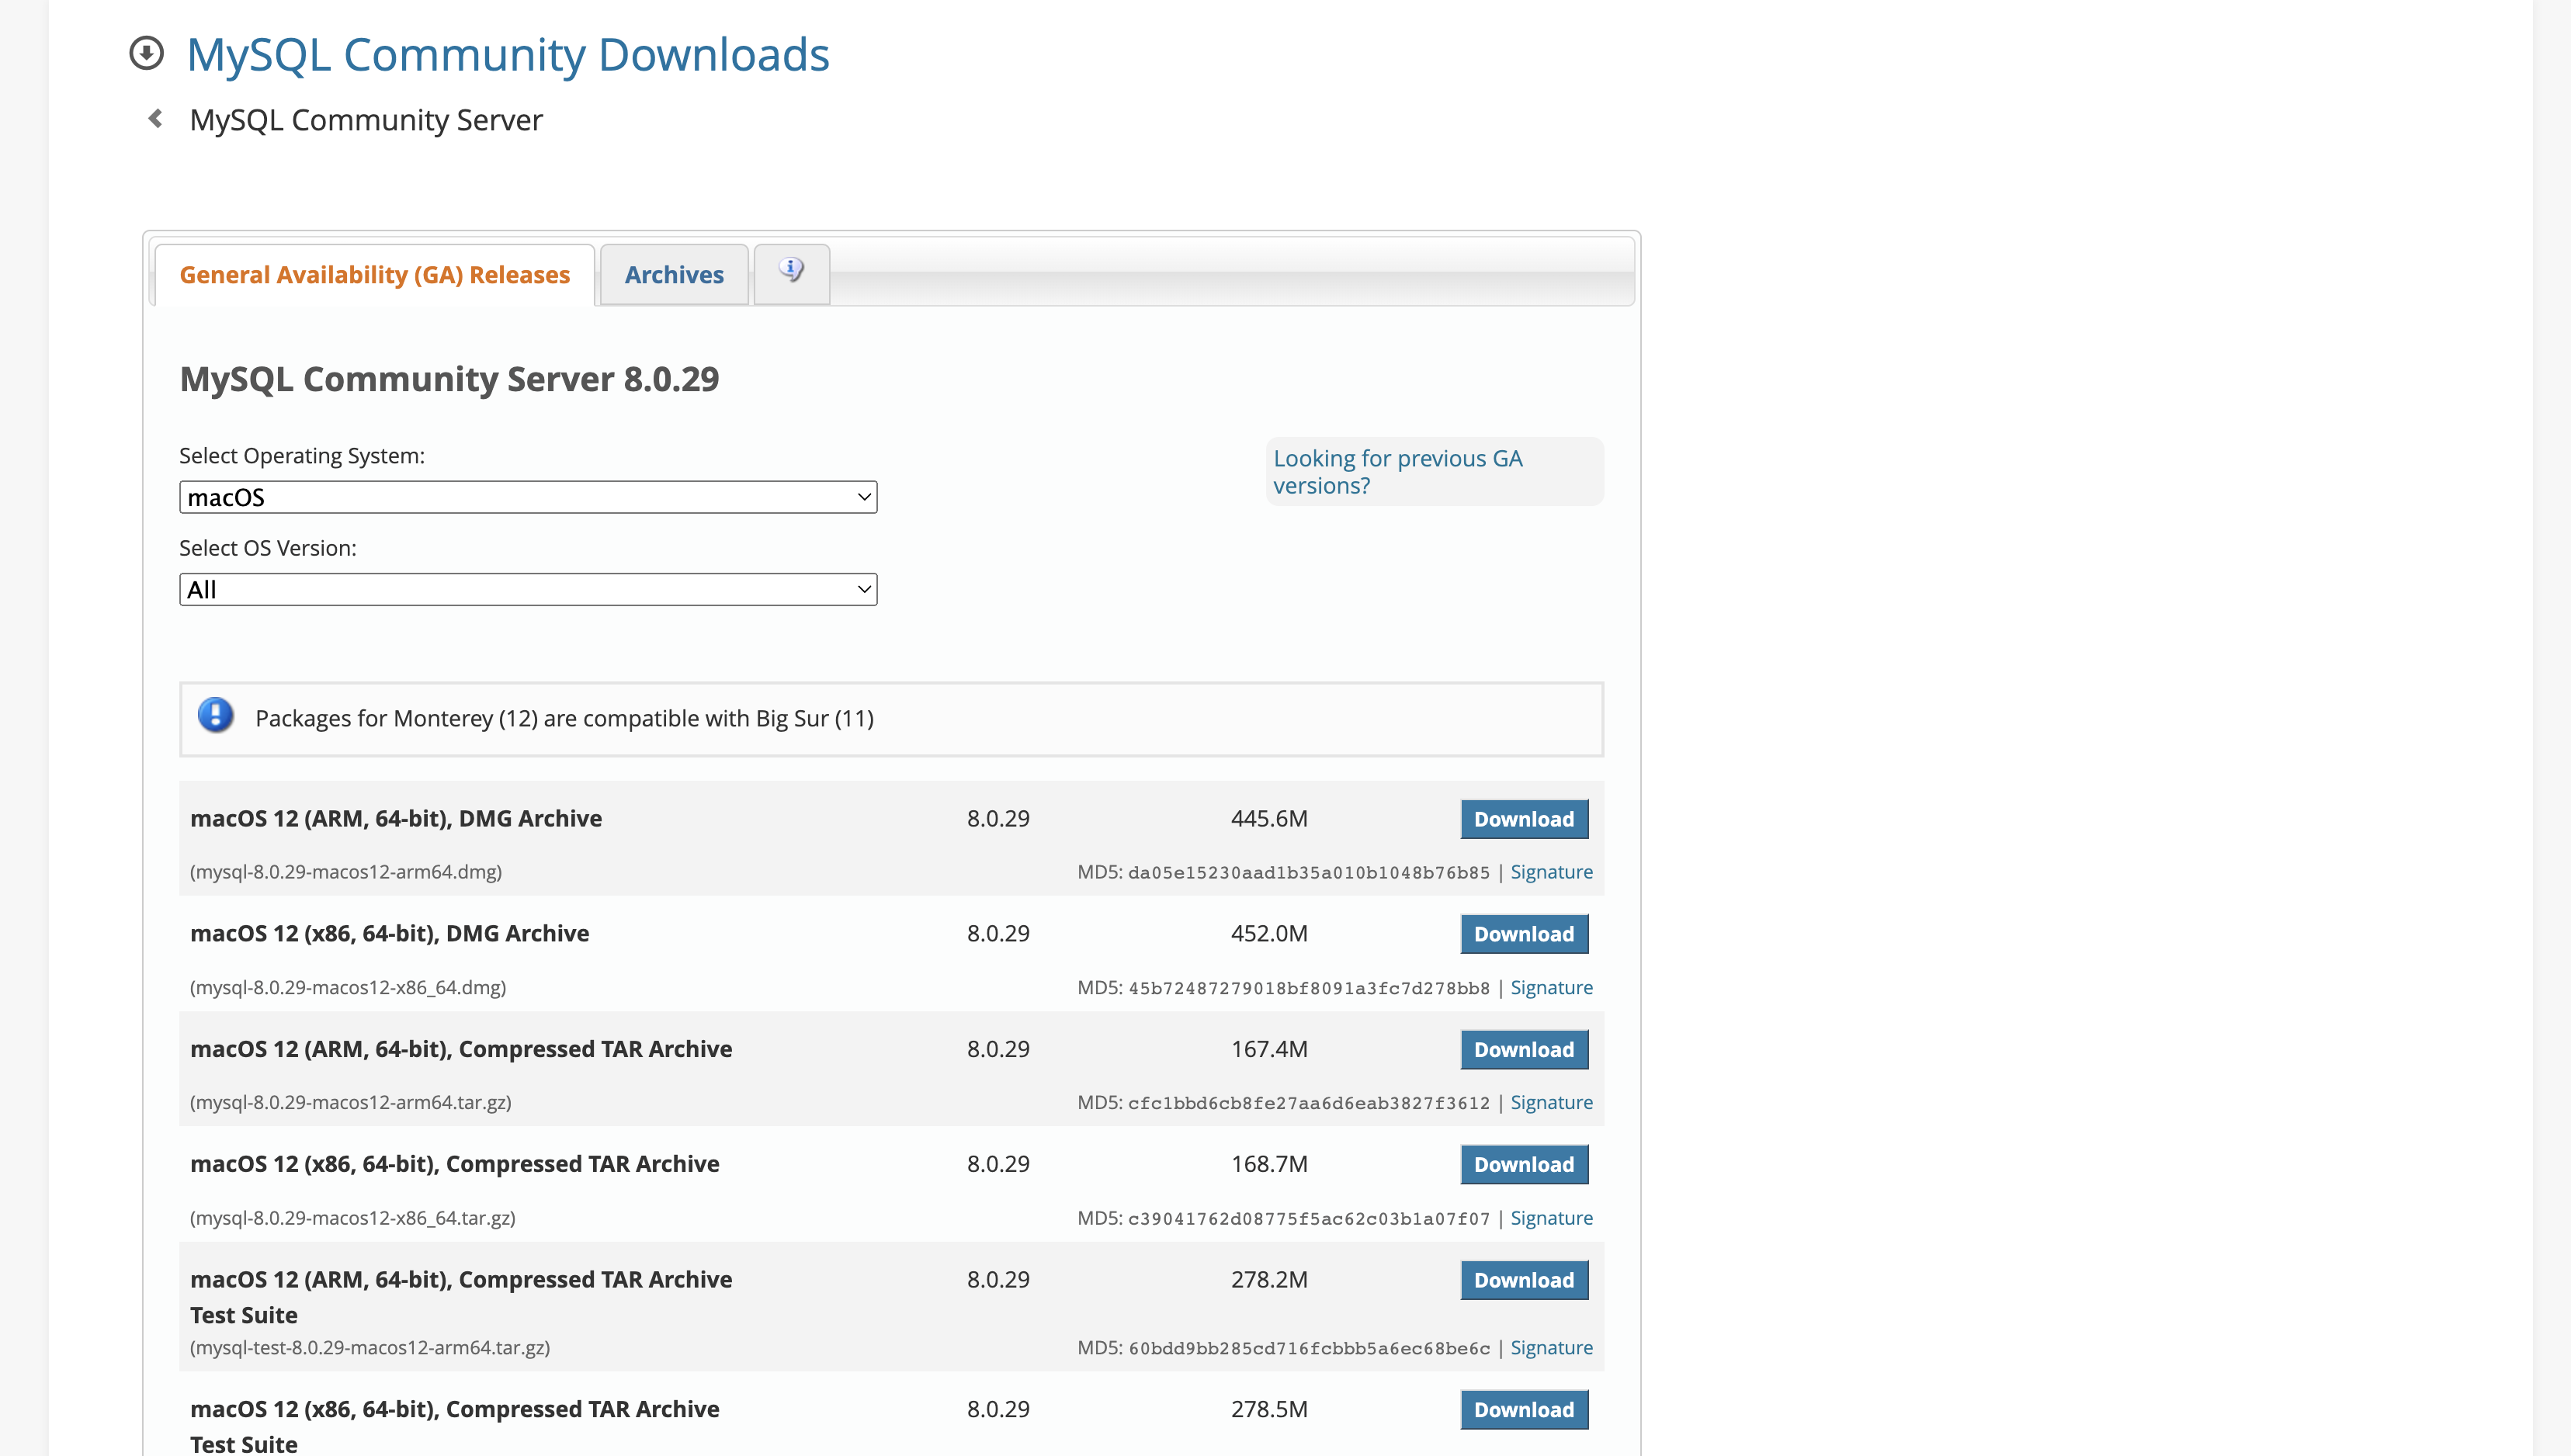 MySQL Community Downloads
MySQL Community Server
General Availability (GA) Releases
Archives
MySQL Community Server 8.0.29
Select Operating System:
macOS
Looking for previous GA
versions?
Select OS Version:
All
Packages for Monterey (12) are compatible with Big Sur (11)
macOS 12 (ARM, 64-bit), DMG Archive 8.0.29 445.6M Download
(mysql-8.0.29-macos12-arm64.dmg) MD5: da05e15230aad1b35a010b1048b76b85 | Signature
macOS 12 (x86, 64-bit), DMG Archive 8.0.29 452.0M Download
(mysql-8.0.29-macos12-x86_64.dmg) MD5: 45b72487279018bf8091a3fc7d278bb8 | Signature
macOS 12 (ARM, 64-bit), Compressed TAR Archive 8.0.29 167.4M Download
(mysql-8.0.29-macos12-arm64.tar.gz) MD5: cfc1bbd6cb8fe27aa6d6eab3827f3612 | Signature
macOS 12 (x86, 64-bit), Compressed TAR Archive 8.0.29 168.7M Download
(mysql-8.0.29-macos12-x86_64.tar.gz) MD5: c39041762d08775f5ac62c03b1a07f07 | Signature
macOS 12 (ARM, 64-bit), Compressed TAR Archive 8.0.29 278.2M Download
Test Suite
(mysql-test-8.0.29-macos12-arm64.tar.gz) MD5: 60bdd9bb285cd716fcbbb5a6ec68be6c | Signature
macOS 12 (x86, 64-bit), Compressed TAR Archive 8.0.29 278.5M Download
Test Suite